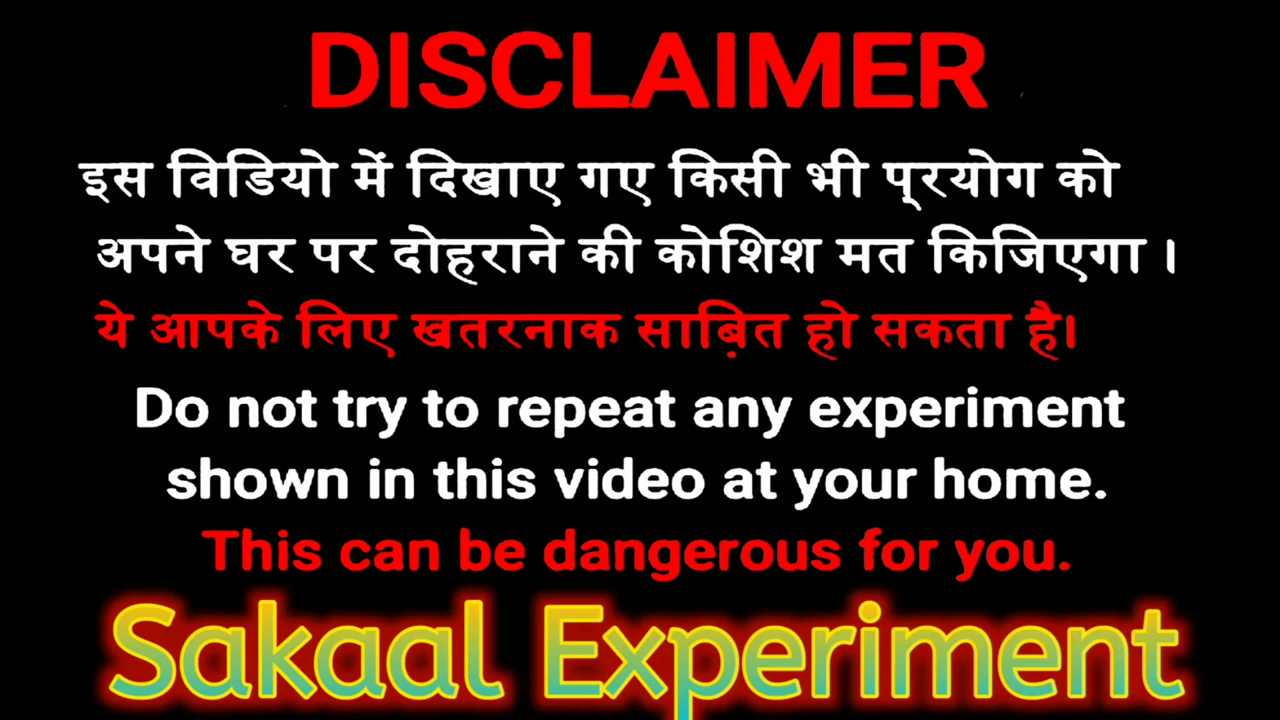 DISCLAIMER
इस विडियो में दिखाए गए किसी भी प्रयोग को
अपने घर पर दोहराने की कोशिश मत किजिएगा ।
ये आपके लिए खतरनाक साब़ित हो सकता है।
Do not try to repeat any experiment
shown in this video at your home.
This can be dangerous for you.
Sakaal Experiment